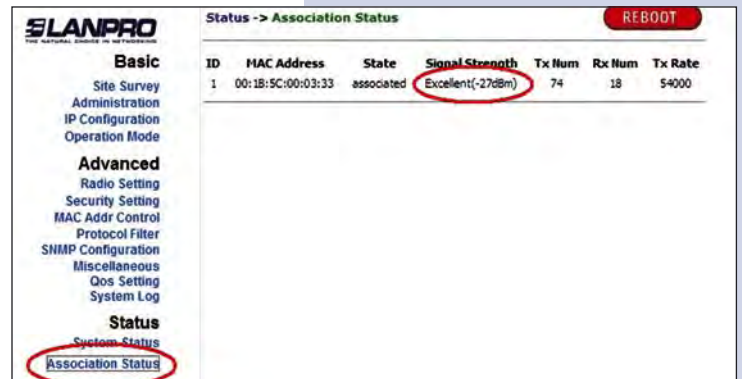 LANPRO
THE NATURAL CHOICE IN NETWORKING
Basic
Site Survey
Administration
IP Configuration
Operation Mode
Advanced
Radio Setting
Security Setting
MAC Addr Control
Protocol Filter
SNMP Configuration
Miscellaneous
Qos Setting
System Log
Status
System Status
Association Status
Status -> Association Status
REBOOT
ID MAC Address State Signal Strength Tx Num Rx Num Tx Rate
1 00:1B:5C:00:03:33 associated Excellent(-27dBm) 74 18 54000